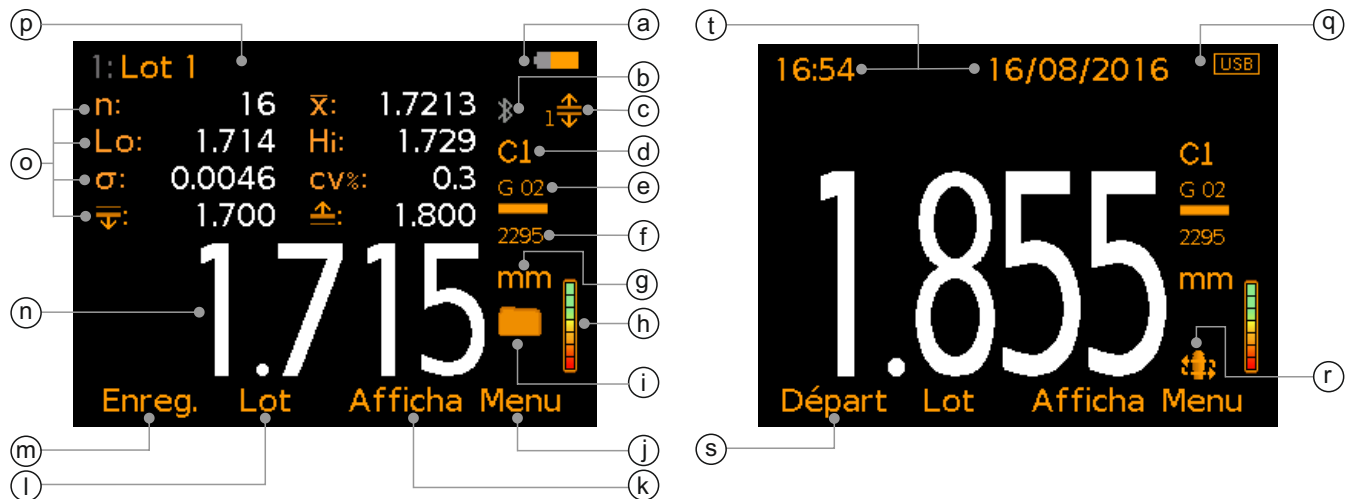 p
a
1: Lot 1
b
n: 16 x̄: 1.7213
1
c
Lo: 1.714 Hi: 1.729
C1
d
o
σ: 0.0046 cv%: 0.3
G 02
e
1.700 1.800
2295
f
mm
g
n
1.715
h
i
Enreg. Lot Afficha Menu
m
j
l
k
t
q
16:54 16/08/2016 USB
C1
G 02
2295
1.855
mm
r
Départ Lot Afficha Menu
s